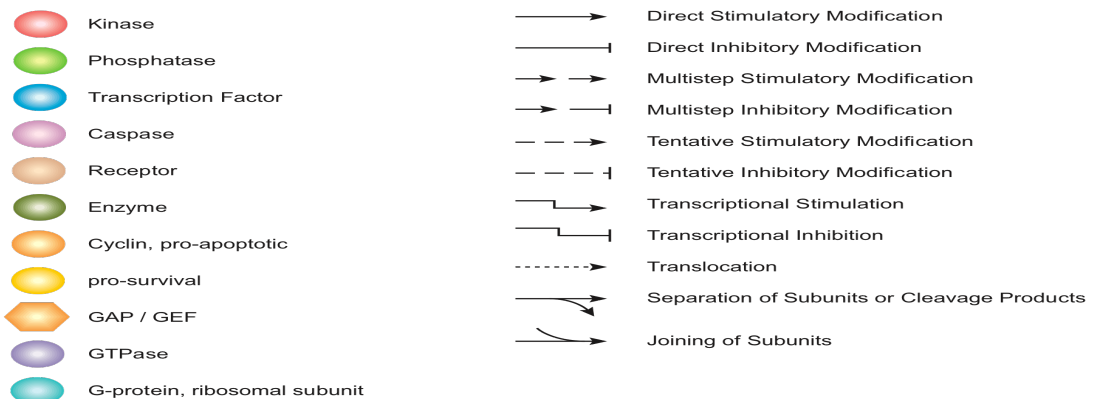 Kinase
Phosphatase
Transcription Factor
Caspase
Receptor
Enzyme
Cyclin, pro-apoptotic
pro-survival
GAP / GEF
GTPase
G-protein, ribosomal subunit
Direct Stimulatory Modification
Direct Inhibitory Modification
Multistep Stimulatory Modification
Multistep Inhibitory Modification
Tentative Stimulatory Modification
Tentative Inhibitory Modification
Transcriptional Stimulation
Transcriptional Inhibition
Translocation
Separation of Subunits or Cleavage Products
Joining of Subunits